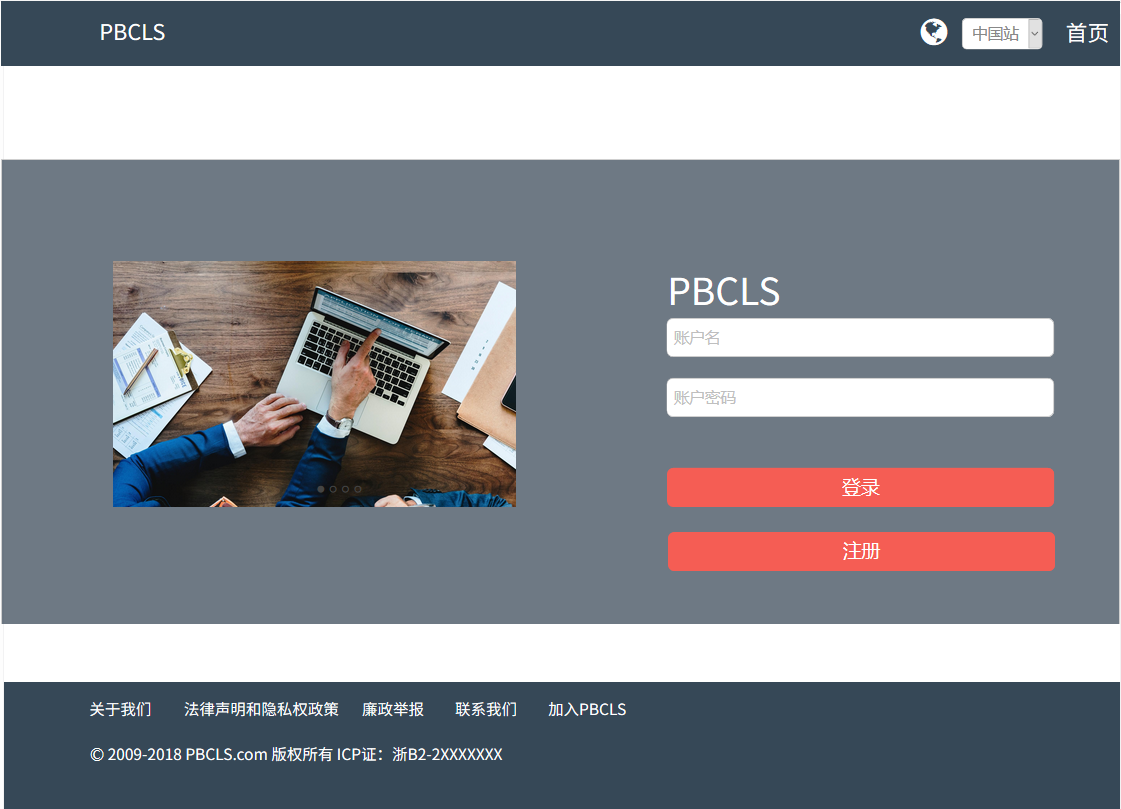 PBCLS 中国站 首页
PBCLS
账户名
账户密码
登录
注册
关于我们 法律声明和隐私权政策 廉政举报 联系我们 加入PBCLS
© 2009-2018 PBCLS.com 版权所有 ICP证：浙B2-2XXXXXXX